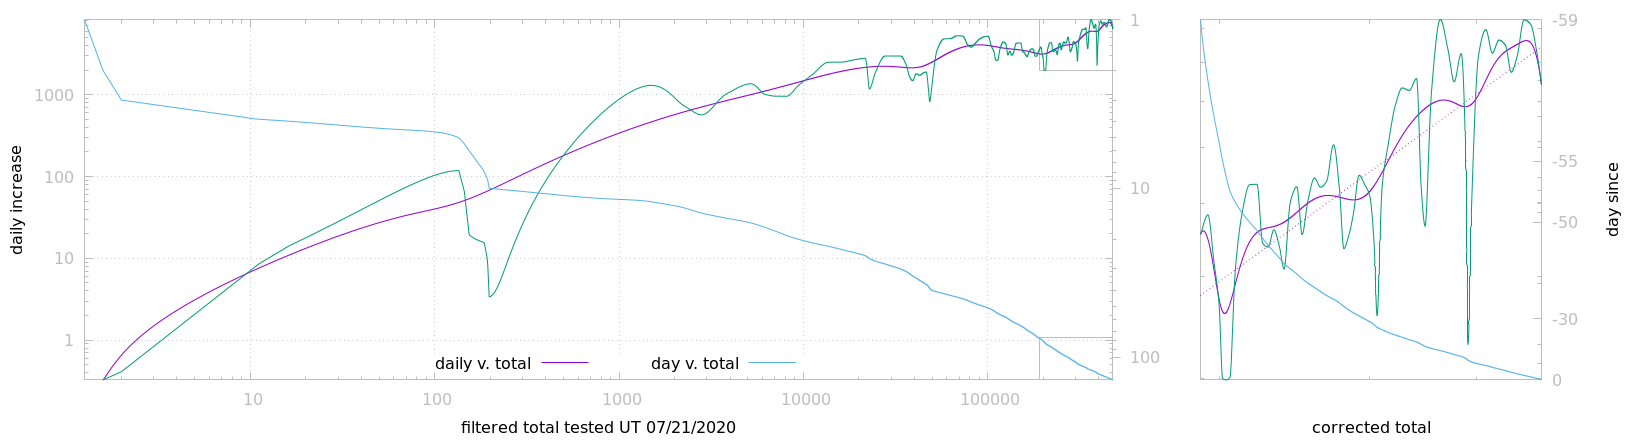 daily increase
1000
100
10
1
10
100
1000
10000
100000
1
10
100
daily v. total
day v. total
filtered total tested UT 07/21/2020
-59
-55
-50
-30
0
day since
corrected total